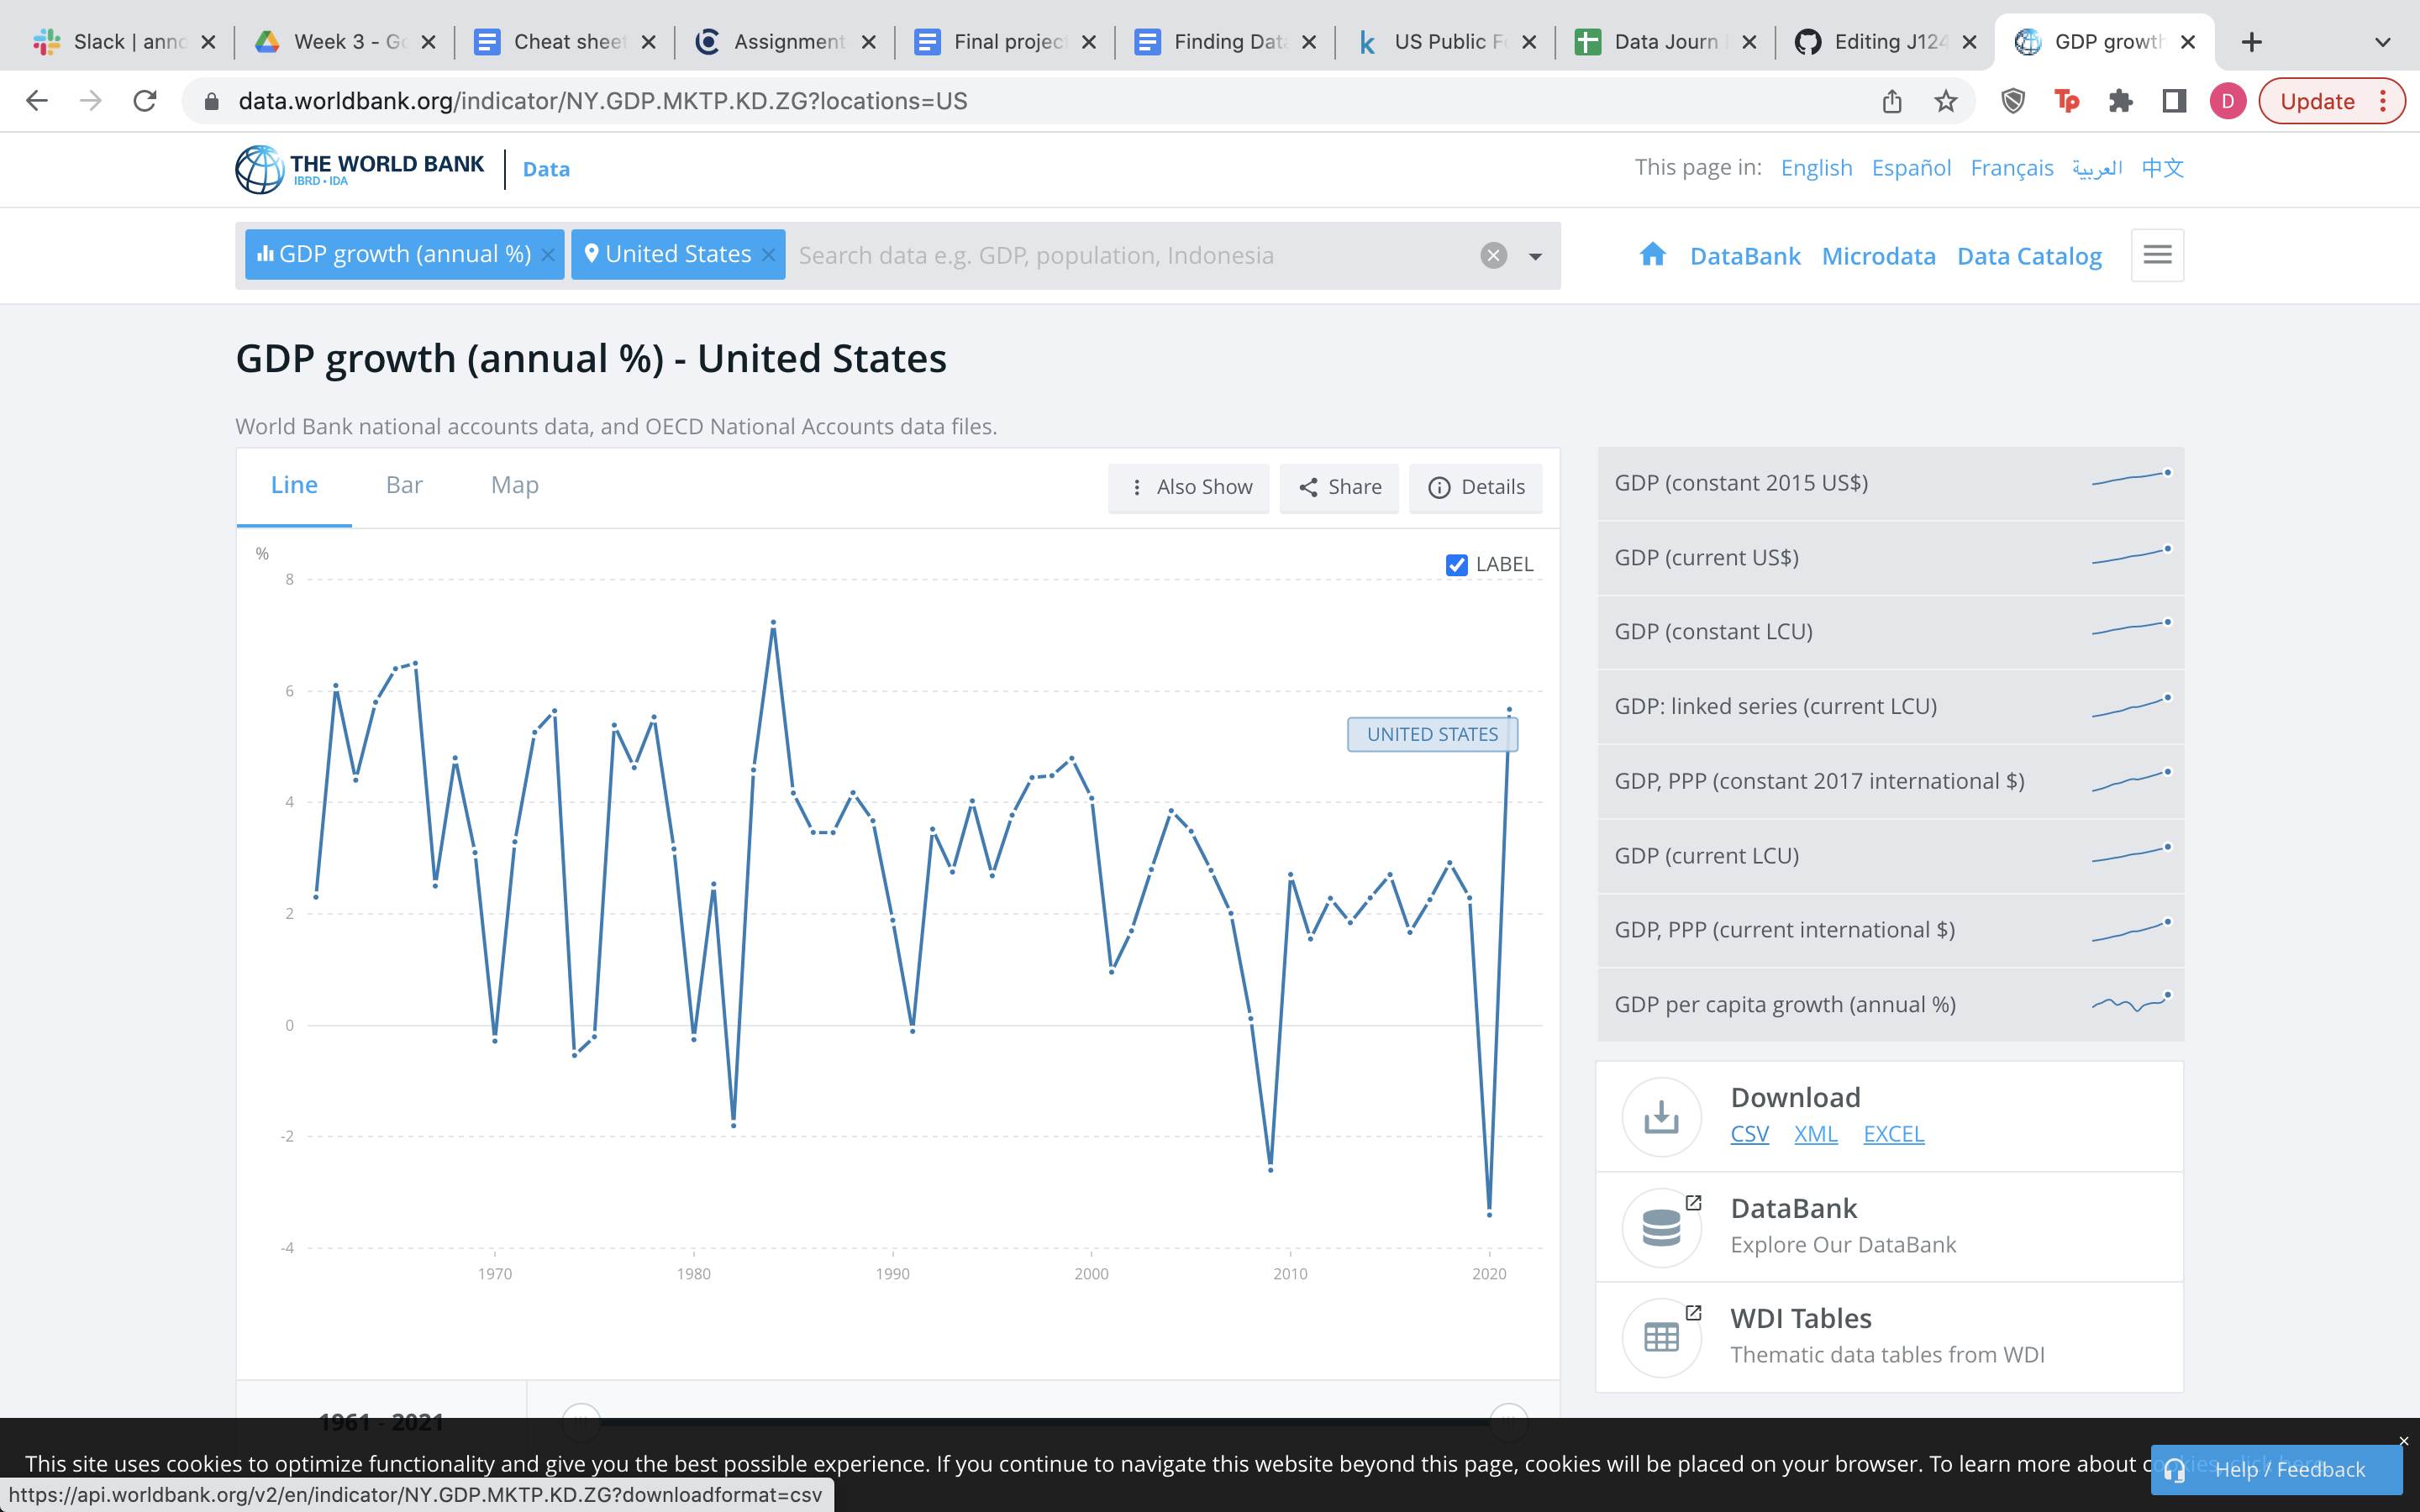 Slack | anno
Week 3 - Go
Cheat sheet
Assignment
Final project
Finding Data
US Public Fo
Data Journ
Editing J124
GDP growth
data.worldbank.org/indicator/NY.GDP.MKTP.KD.ZG?locations=US
Tp
D
Update
THE WORLD BANK
IBRD • IDA
Data
This page in: English Español Français العربية 中文
GDP growth (annual %) United States Search data e.g. GDP, population, Indonesia
DataBank Microdata Data Catalog
GDP growth (annual %) - United States
World Bank national accounts data, and OECD National Accounts data files.
Line Bar Map
Also Show Share Details
%
LABEL
8
6
4
2
0
-2
-4
UNITED STATES
1970 1980 1990 2000 2010 2020
1961 - 2021
GDP (constant 2015 US$)
GDP (current US$)
GDP (constant LCU)
GDP: linked series (current LCU)
GDP, PPP (constant 2017 international $)
GDP (current LCU)
GDP, PPP (current international $)
GDP per capita growth (annual %)
Download
CSV XML EXCEL
DataBank
Explore Our DataBank
WDI Tables
Thematic data tables from WDI
This site uses cookies to optimize functionality and give you the best possible experience. If you continue to navigate this website beyond this page, cookies will be placed on your browser. To learn more about cookies, click here.
Help / Feedback
https://api.worldbank.org/v2/en/indicator/NY.GDP.MKTP.KD.ZG?downloadformat=csv